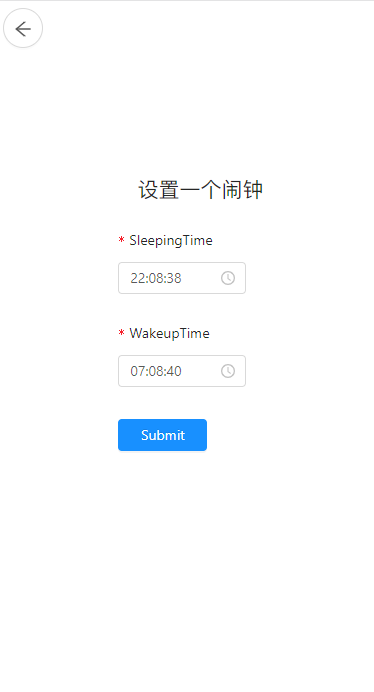 设置一个闹钟
* SleepingTime
22:08:38
* WakeupTime
07:08:40
Submit